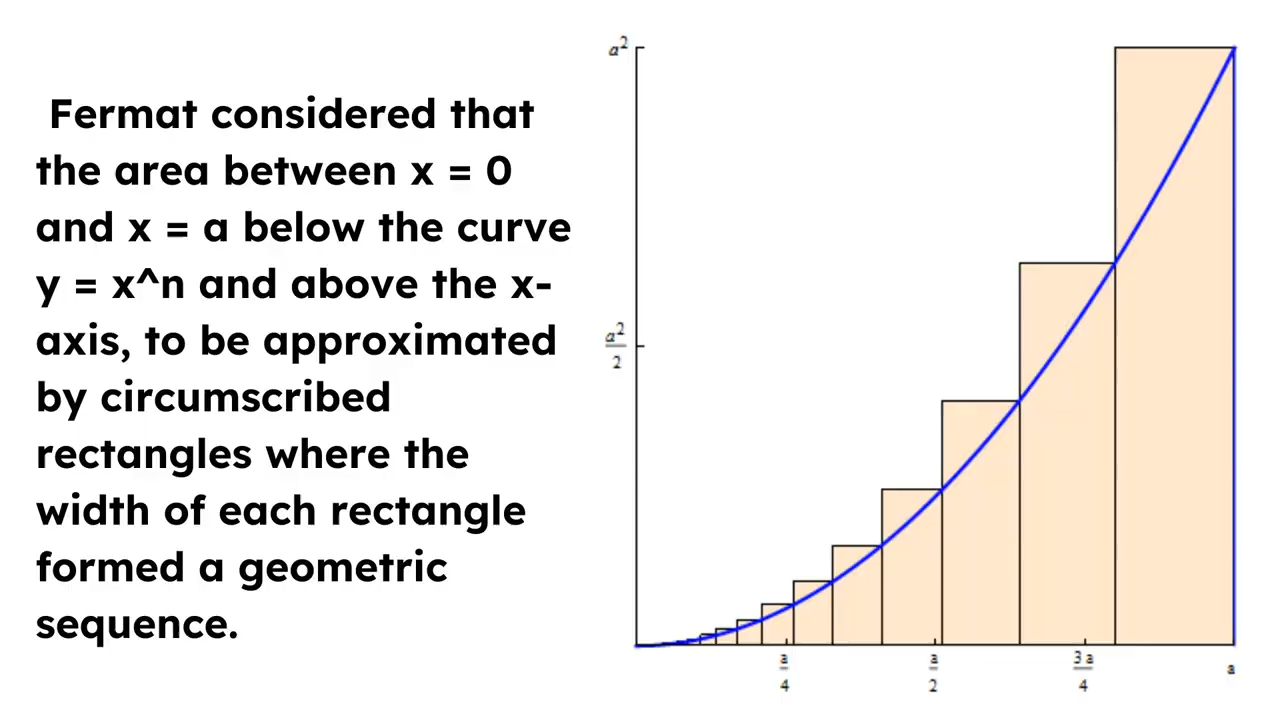 Fermat considered that
the area between x = 0
and x = a below the curve
y = x^n and above the x-
axis, to be approximated
by circumscribed
rectangles where the
width of each rectangle
formed a geometric
sequence.
a²
a²/2
a/4
a/2
3a/4
a